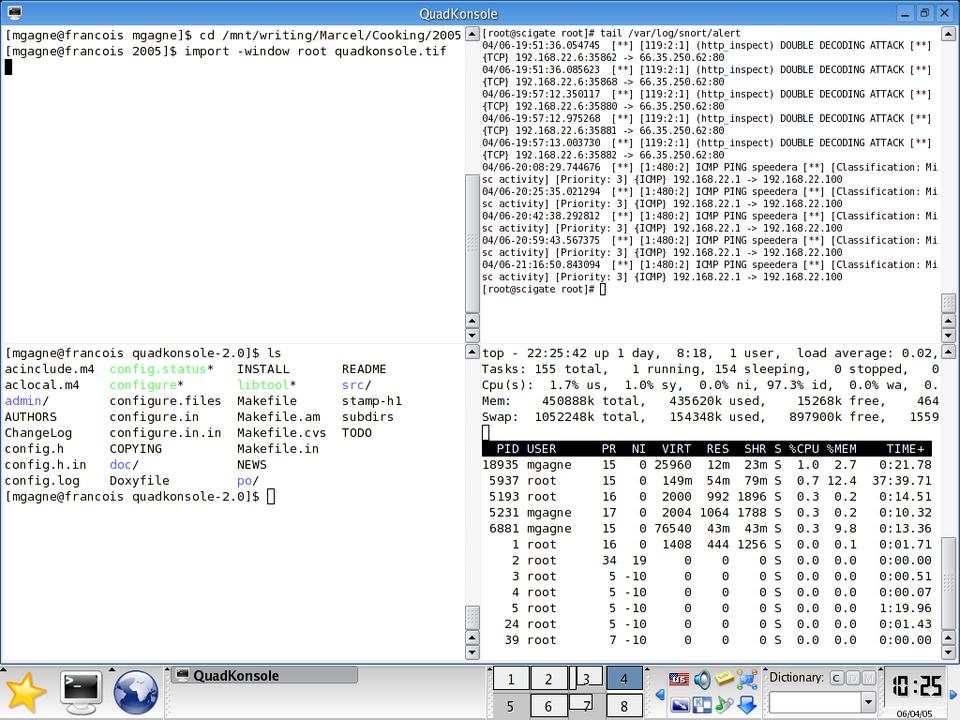 QuadKonsole
[mgagne@francois mgagne]$ cd /mnt/writing/Marcel/Cooking/2005
[mgagne@francois 2005]$ import -window root quadkonsole.tif
[root@scigate root]# tail /var/log/snort/alert
04/06-19:51:36.054745  [**] [119:2:1] (http_inspect) DOUBLE DECODING ATTACK [**]
{TCP} 192.168.22.6:35862 -> 66.35.250.62:80
04/06-19:51:36.085623  [**] [119:2:1] (http_inspect) DOUBLE DECODING ATTACK [**]
{TCP} 192.168.22.6:35868 -> 66.35.250.62:80
04/06-19:57:12.350117  [**] [119:2:1] (http_inspect) DOUBLE DECODING ATTACK [**]
{TCP} 192.168.22.6:35880 -> 66.35.250.62:80
04/06-19:57:12.975268  [**] [119:2:1] (http_inspect) DOUBLE DECODING ATTACK [**]
{TCP} 192.168.22.6:35881 -> 66.35.250.62:80
04/06-19:57:13.003730  [**] [119:2:1] (http_inspect) DOUBLE DECODING ATTACK [**]
{TCP} 192.168.22.6:35882 -> 66.35.250.62:80
04/06-20:08:29.744676  [**] [1:480:2] ICMP PING speedera [**] [Classification: Mi
sc activity] [Priority: 3] {ICMP} 192.168.22.1 -> 192.168.22.100
04/06-20:25:35.021294  [**] [1:480:2] ICMP PING speedera [**] [Classification: Mi
sc activity] [Priority: 3] {ICMP} 192.168.22.1 -> 192.168.22.100
04/06-20:42:38.292812  [**] [1:480:2] ICMP PING speedera [**] [Classification: Mi
sc activity] [Priority: 3] {ICMP} 192.168.22.1 -> 192.168.22.100
04/06-20:59:43.567375  [**] [1:480:2] ICMP PING speedera [**] [Classification: Mi
sc activity] [Priority: 3] {ICMP} 192.168.22.1 -> 192.168.22.100
04/06-21:16:50.843094  [**] [1:480:2] ICMP PING speedera [**] [Classification: Mi
sc activity] [Priority: 3] {ICMP} 192.168.22.1 -> 192.168.22.100
[root@scigate root]#
[mgagne@francois quadkonsole-2.0]$ ls
acinclude.m4  config.status*   INSTALL       README
aclocal.m4    configure*       libtool*      src/
admin/        configure.files  Makefile      stamp-h1
AUTHORS       configure.in     Makefile.am   subdirs
ChangeLog     configure.in.in  Makefile.cvs  TODO
config.h      COPYING          Makefile.in
config.h.in   doc/             NEWS
config.log    Doxyfile         po/
[mgagne@francois quadkonsole-2.0]$
top - 22:25:42 up 1 day,  8:18,  1 user,  load average: 0.02,
Tasks: 155 total,   1 running, 154 sleeping,   0 stopped,   0
Cpu(s):  1.7% us,  1.0% sy,  0.0% ni, 97.3% id,  0.0% wa,  0.
Mem:    450888k total,   435620k used,    15268k free,    464
Swap:  1052248k total,   154348k used,   897900k free,   1559
PID USER      PR  NI  VIRT  RES  SHR S %CPU %MEM    TIME+
18935 mgagne    15   0 25960  12m  23m S  1.0  2.7   0:21.78
5937 root      15   0  149m  54m  79m S  0.7 12.4  37:39.71
5193 root      16   0  2000  992 1896 S  0.3  0.2   0:14.51
5231 mgagne    17   0  2004 1064 1788 S  0.3  0.2   0:10.32
6881 mgagne    15   0 76540  43m  43m S  0.3  9.8   0:13.36
1 root      16   0  1408  444 1256 S  0.0  0.1   0:01.71
2 root      34  19     0    0    0 S  0.0  0.0   0:00.00
3 root       5 -10     0    0    0 S  0.0  0.0   0:00.51
4 root       5 -10     0    0    0 S  0.0  0.0   0:00.07
5 root       5 -10     0    0    0 S  0.0  0.0   1:19.96
24 root       5 -10     0    0    0 S  0.0  0.0   0:01.43
39 root       7 -10     0    0    0 S  0.0  0.0   0:00.00
QuadKonsole
1 2 3 4
5 6 7 8
Dictionary: C
10:25
06/04/05